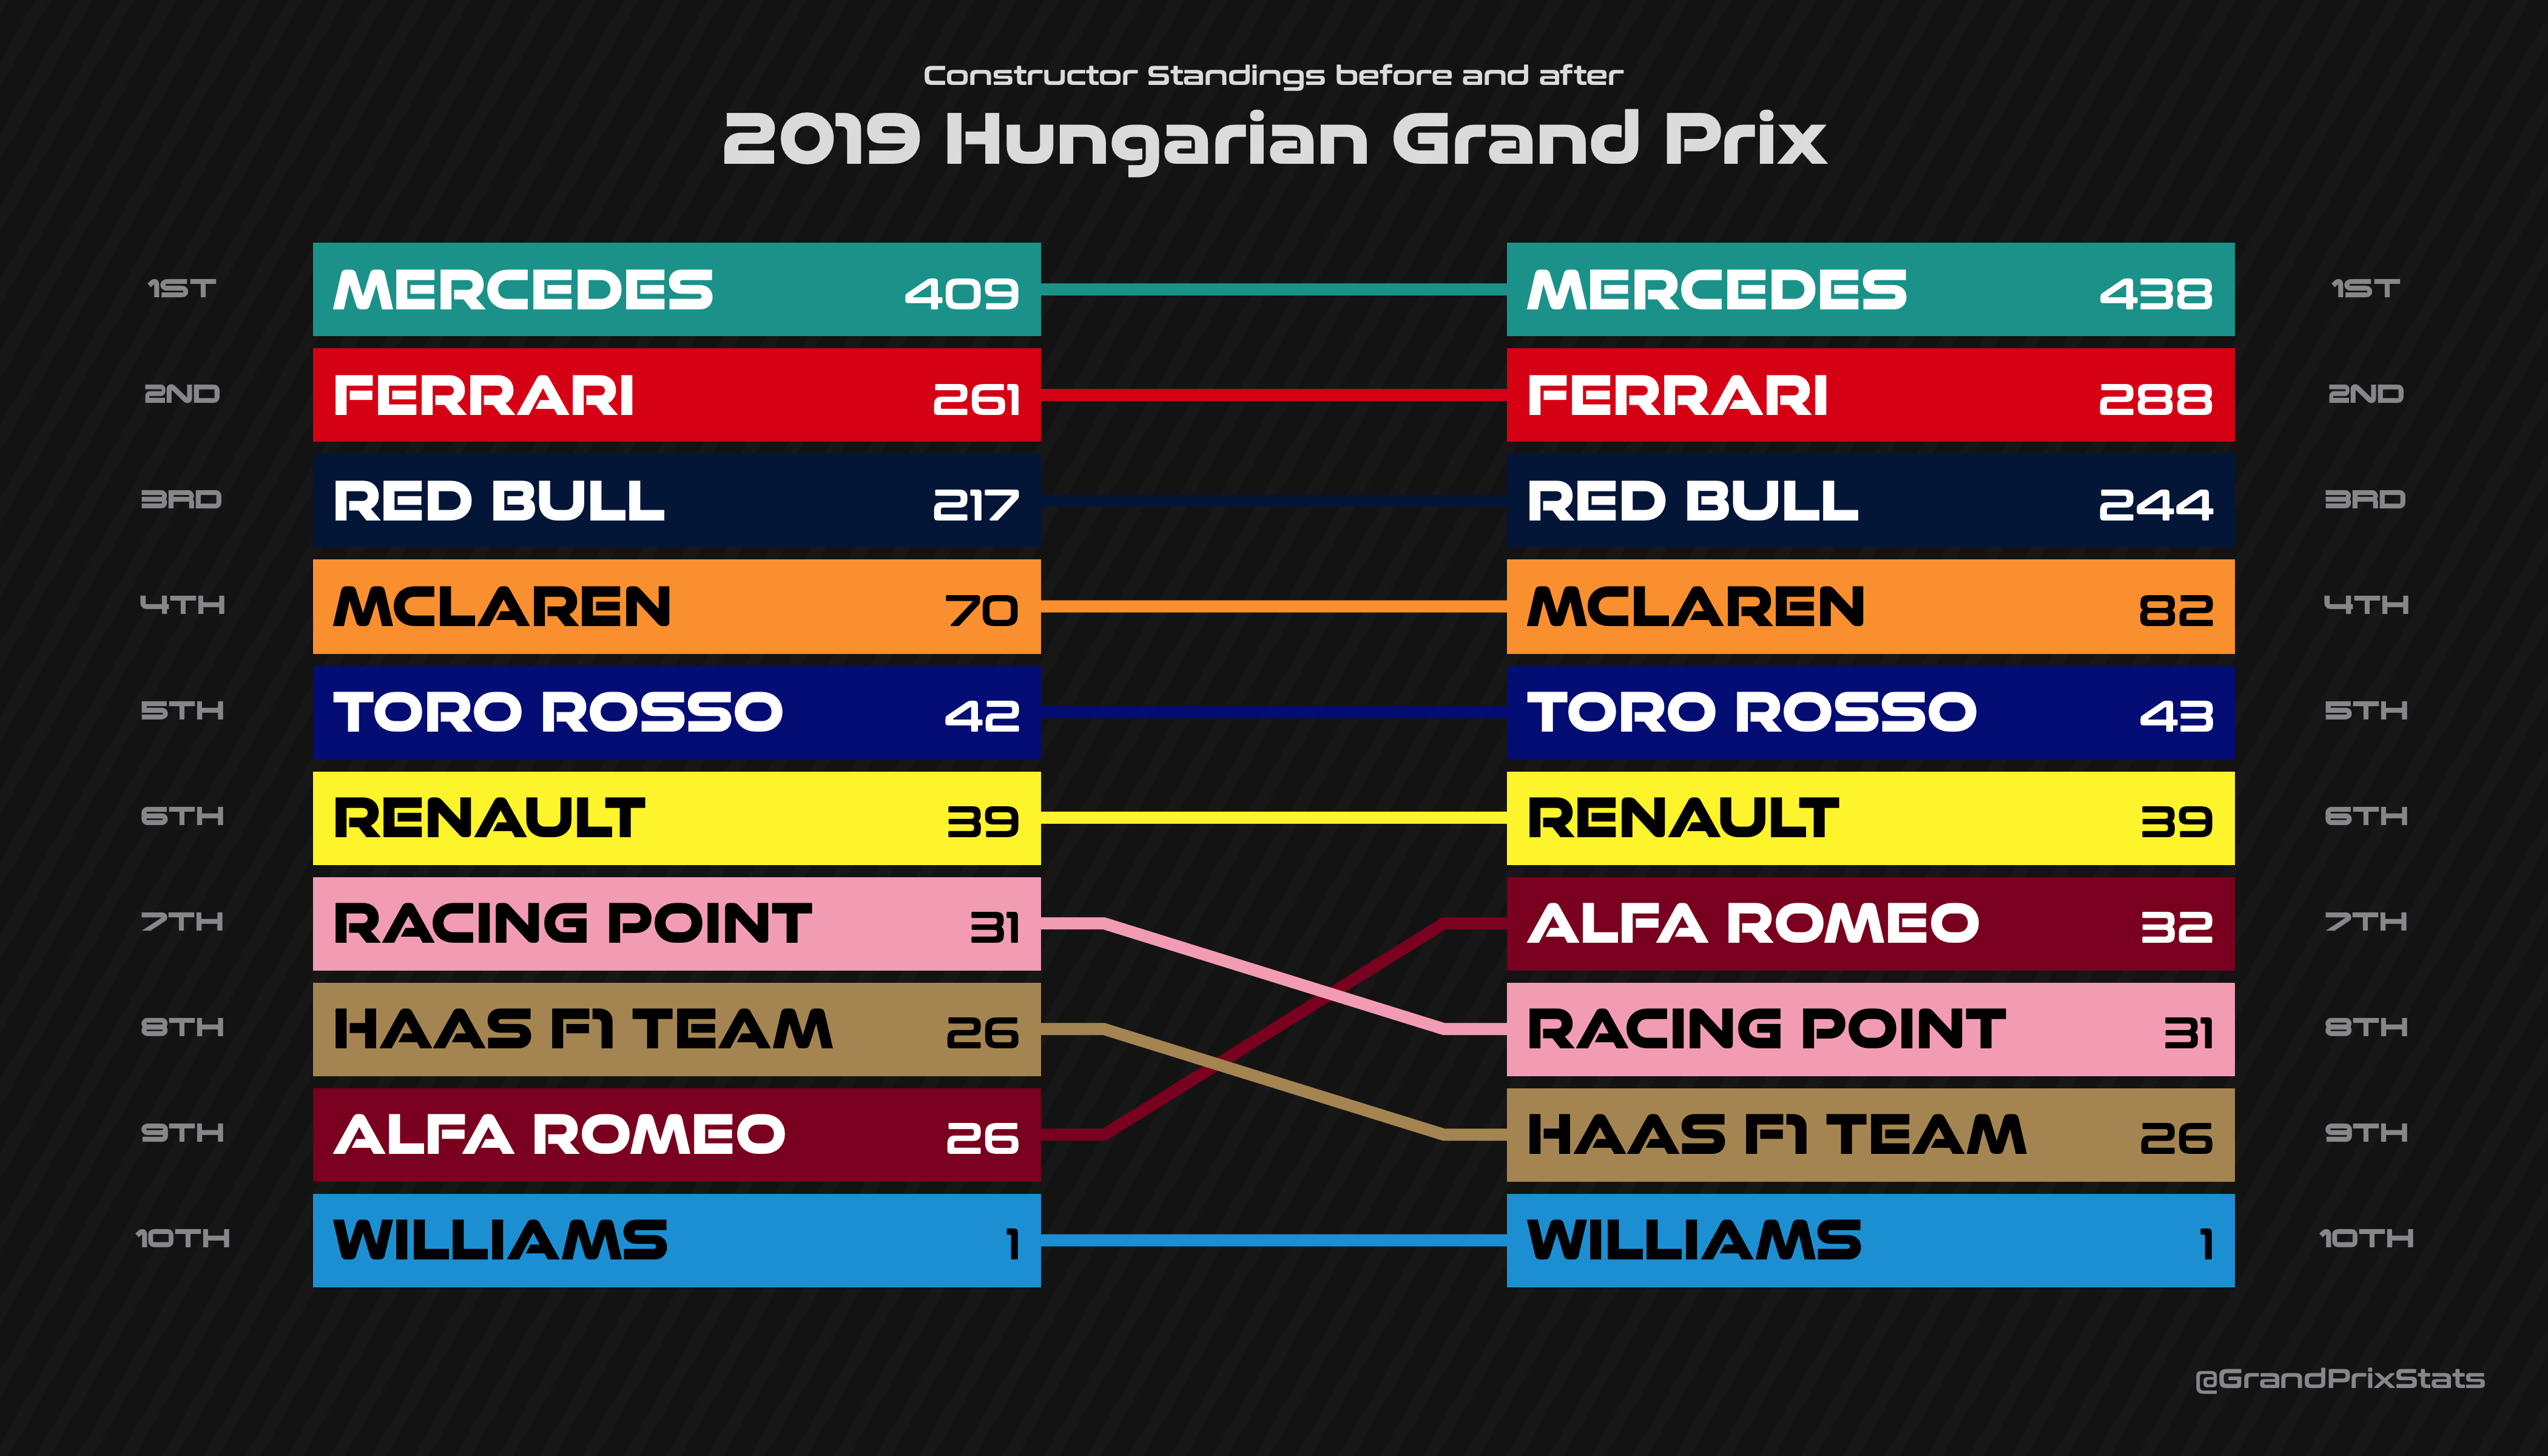 Constructor Standings before and after
2019 Hungarian Grand Prix
1ST MERCEDES 409 MERCEDES 438 1ST
2ND FERRARI 261 FERRARI 288 2ND
3RD RED BULL 217 RED BULL 244 3RD
4TH MCLAREN 70 MCLAREN 82 4TH
5TH TORO ROSSO 42 TORO ROSSO 43 5TH
6TH RENAULT 39 RENAULT 39 6TH
7TH RACING POINT 31 ALFA ROMEO 32 7TH
8TH HAAS F1 TEAM 26 RACING POINT 31 8TH
9TH ALFA ROMEO 26 HAAS F1 TEAM 26 9TH
10TH WILLIAMS 1 WILLIAMS 1 10TH
@GrandPrixStats